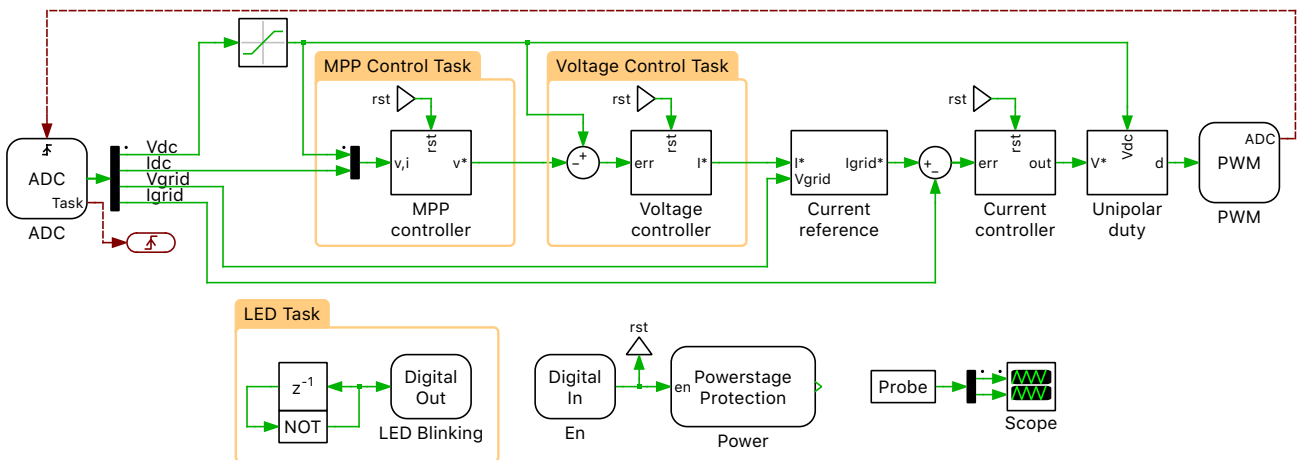 MPP Control Task
Voltage Control Task
rst
rst
rst
ADC
Task
ADC
Vdc
Idc
Vgrid
Igrid
v,i
rst
v*
MPP
controller
+
−
err
rst
I*
Voltage
controller
I*
Vgrid
Igrid*
Current
reference
+
−
err
rst
out
Current
controller
V*
Vdc
d
Unipolar
duty
ADC
PWM
PWM
LED Task
z-1
NOT
Digital
Out
LED Blinking
Digital
In
En
rst
en
Powerstage
Protection
Power
Probe
Scope